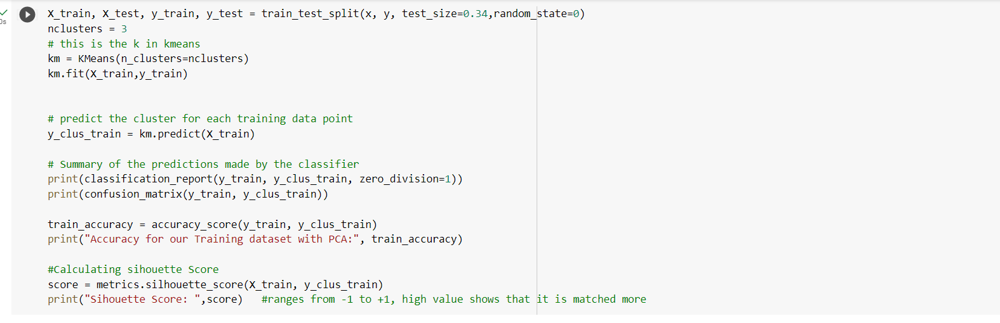 X_train, X_test, y_train, y_test = train_test_split(x, y, test_size=0.34,random_state=0)
nclusters = 3
# this is the k in kmeans
km = KMeans(n_clusters=nclusters)
km.fit(X_train,y_train)
# predict the cluster for each training data point
y_clus_train = km.predict(X_train)
# Summary of the predictions made by the classifier
print(classification_report(y_train, y_clus_train, zero_division=1))
print(confusion_matrix(y_train, y_clus_train))
train_accuracy = accuracy_score(y_train, y_clus_train)
print("Accuracy for our Training dataset with PCA:", train_accuracy)
#Calculating sihouette Score
score = metrics.silhouette_score(X_train, y_clus_train)
print("Sihouette Score: ",score)   #ranges from -1 to +1, high value shows that it is matched more